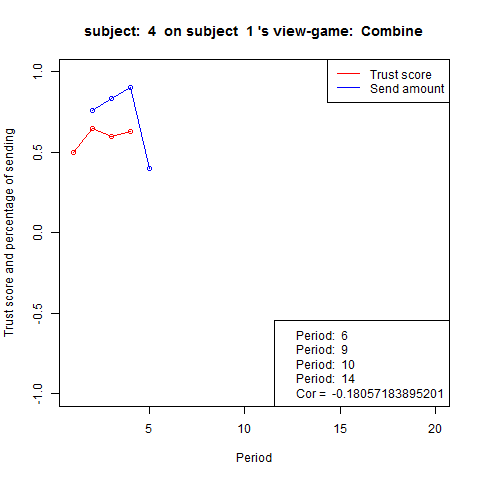 subject: 4 on subject 1 's view-game: Combine
Trust score
Send amount
Trust score and percentage of sending
1.0
0.5
0.0
-0.5
-1.0
Period: 6
Period: 9
Period: 10
Period: 14
Cor = -0.18057183895201
5 10 15 20
Period